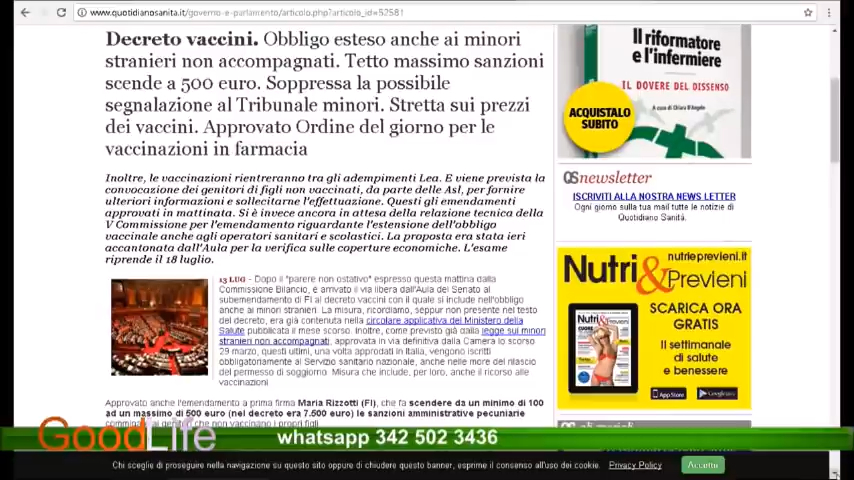 www.quotidianosanita.it/governo-e-parlamento/articolo.php?articolo_id=52581
Decreto vaccini. Obbligo esteso anche ai minori
stranieri non accompagnati. Tetto massimo sanzioni
scende a 500 euro. Soppressa la possibile
segnalazione al Tribunale minori. Stretta sui prezzi
dei vaccini. Approvato Ordine del giorno per le
vaccinazioni in farmacia
Inoltre, le vaccinazioni rientreranno tra gli adempimenti Lea. E viene prevista la
convocazione dei genitori di figli non vaccinati, da parte delle Asl, per fornire
ulteriori informazioni e sollecitarne l'effettuazione. Questi gli emendamenti
approvati in mattinata. Si è invece ancora in attesa della relazione tecnica della
V Commissione per l'emendamento riguardante l'estensione dell'obbligo
vaccinale anche agli operatori sanitari e scolastici. La proposta era stata ieri
accantonata dall'Aula per la verifica sulle coperture economiche. L'esame
riprende il 18 luglio.
13 LUG - Dopo il "parere non ostativo" espresso questa mattina dalla
Commissione Bilancio, è arrivato il via libera dall'Aula del Senato al
subemendamento di FI al decreto vaccini con il quale si include nell'obbligo
anche ai minori stranieri. La misura, ricordiamo, seppur non presente nel testo
del decreto, era già contenuta nella circolare applicativa del Ministero della
Salute pubblicata il mese scorso. Inoltre, come previsto già dalla legge sui minori
stranieri non accompagnati, approvata in via definitiva dalla Camera lo scorso
29 marzo, questi ultimi, una volta approdati in Italia, vengono iscritti
obbligatoriamente al Servizio sanitario nazionale, anche nelle more del rilascio
del permesso di soggiorno. Misura che include, per loro, anche il ricorso alle
vaccinazioni
Approvato anche l'emendamento a prima firma Maria Rizzotti (FI), che fa scendere da un minimo di 100
ad un massimo di 500 euro (nel decreto era 7.500 euro) le sanzioni amministrative pecuniarie
Il riformatore
e l'infermiere
IL DOVERE DEL DISSENSO
A cura di Chiara D'Angelo
ACQUISTALO
SUBITO
QS newsletter
ISCRIVITI ALLA NOSTRA NEWS LETTER
Ogni giorno sulla tua mail tutte le notizie di
Quotidiano Sanità.
nutrieprevieni.it
Nutri&Previeni
SCARICA ORA
GRATIS
Il settimanale
di salute
e benessere
App Store
Google play
GoodLife
whatsapp 342 502 3436
Chi sceglie di proseguire nella navigazione su questo sito oppure di chiudere questo banner, esprime il consenso all'uso dei cookie.
Privacy Policy
Accetto